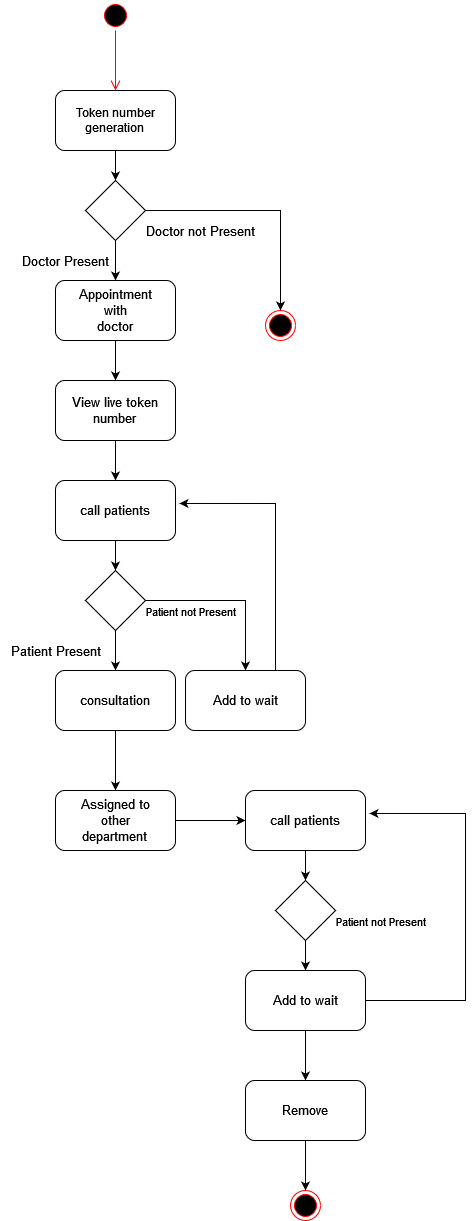 Token number
generation
Doctor not Present
Doctor Present
Appointment
with
doctor
View live token
number
call patients
Patient not Present
Patient Present
consultation
Add to wait
Assigned to
other
department
call patients
Patient not Present
Add to wait
Remove